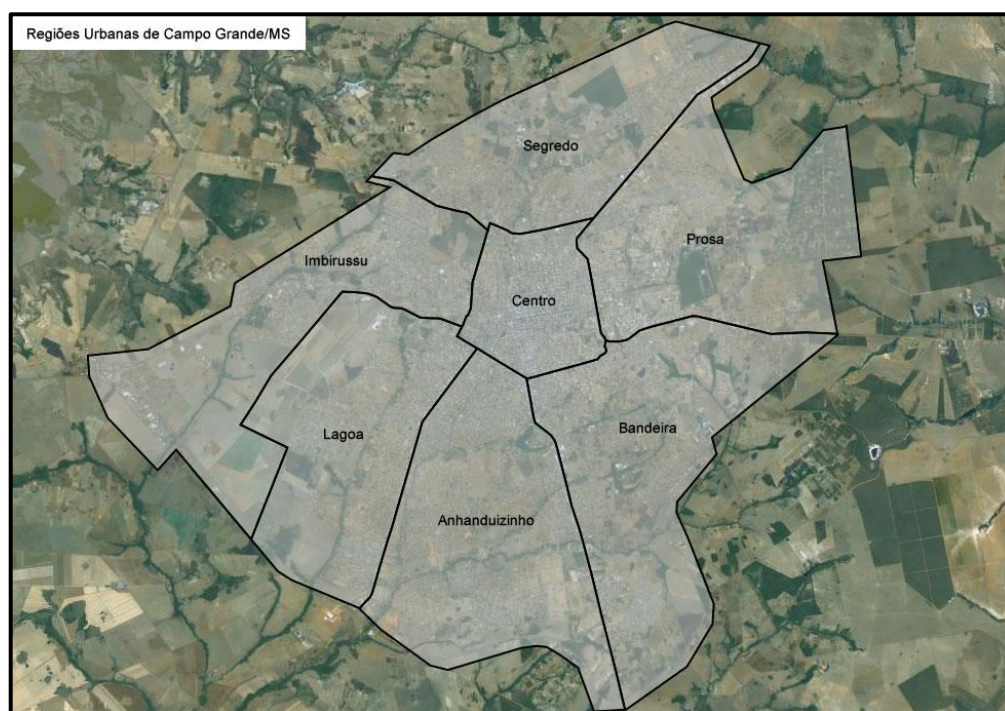 Regiões Urbanas de Campo Grande/MS
Segredo
Prosa
Imbirussu
Centro
Bandeira
Lagoa
Anhanduizinho